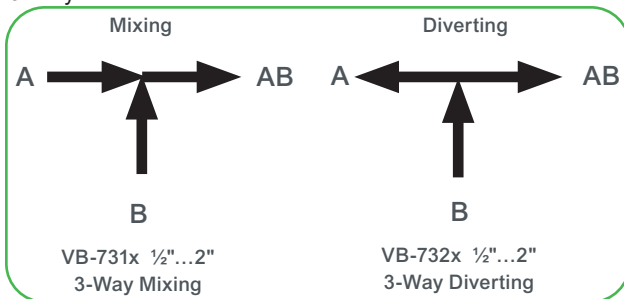 Mixing
A AB
B
VB-731x ½"...2"
3-Way Mixing
Diverting
A AB
B
VB-732x ½"...2"
3-Way Diverting